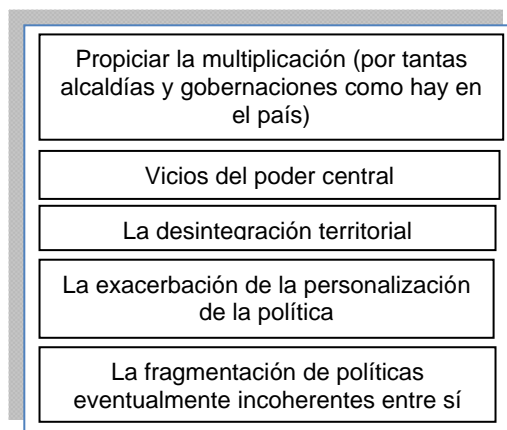 Propiciar la multiplicación (por tantas
alcaldías y gobernaciones como hay en
el país)
Vicios del poder central
La desintegración territorial
La exacerbación de la personalización
de la política
La fragmentación de políticas
eventualmente incoherentes entre sí